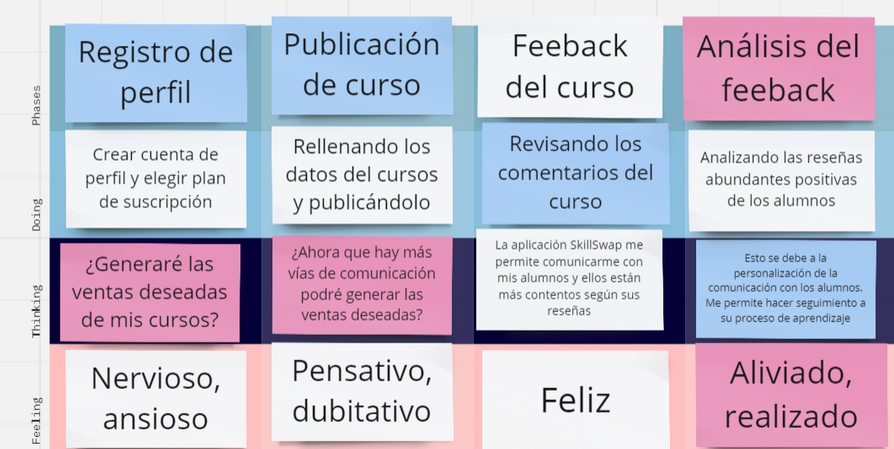 Phases
Registro de
perfil
Publicación
de curso
Feeback
del curso
Análisis del
feeback
Doing
Crear cuenta de
perfil y elegir plan
de suscripción
Rellenando los
datos del cursos
y publicándolo
Revisando los
comentarios del
curso
Analizando las reseñas
abundantes positivas
de los alumnos
Thinking
¿Generaré las
ventas deseadas
de mis cursos?
¿Ahora que hay más
vías de comunicación
podré generar las
ventas deseadas?
La aplicación SkillSwap me
permite comunicarme con
mis alumnos y ellos están
más contentos según sus
reseñas
Esto se debe a la
personalización de la
comunicación con los alumnos.
Me permite hacer seguimiento a
su proceso de aprendizaje
Feeling
Nervioso,
ansioso
Pensativo,
dubitativo
Feliz
Aliviado,
realizado